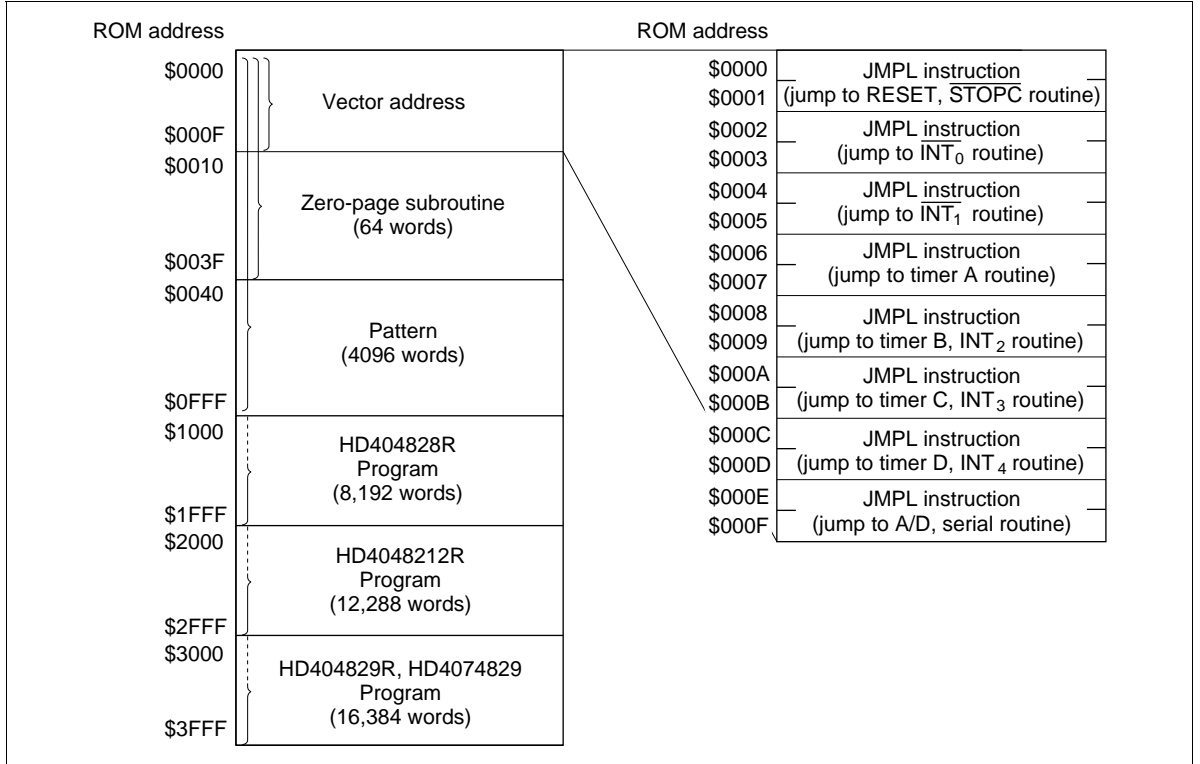 ROM address
$0000
Vector address
$000F
$0010
Zero-page subroutine
(64 words)
$003F
$0040
Pattern
(4096 words)
$0FFF
$1000
HD404828R
Program
(8,192 words)
$1FFF
$2000
HD4048212R
Program
(12,288 words)
$2FFF
$3000
HD404829R, HD4074829
Program
(16,384 words)
$3FFF
ROM address
$0000 JMPL instruction
$0001 (jump to RESET, STOPC routine)
$0002 JMPL instruction
$0003 (jump to INT0 routine)
$0004 JMPL instruction
$0005 (jump to INT1 routine)
$0006 JMPL instruction
$0007 (jump to timer A routine)
$0008 JMPL instruction
$0009 (jump to timer B, INT2 routine)
$000A JMPL instruction
$000B (jump to timer C, INT3 routine)
$000C JMPL instruction
$000D (jump to timer D, INT4 routine)
$000E JMPL instruction
$000F (jump to A/D, serial routine)